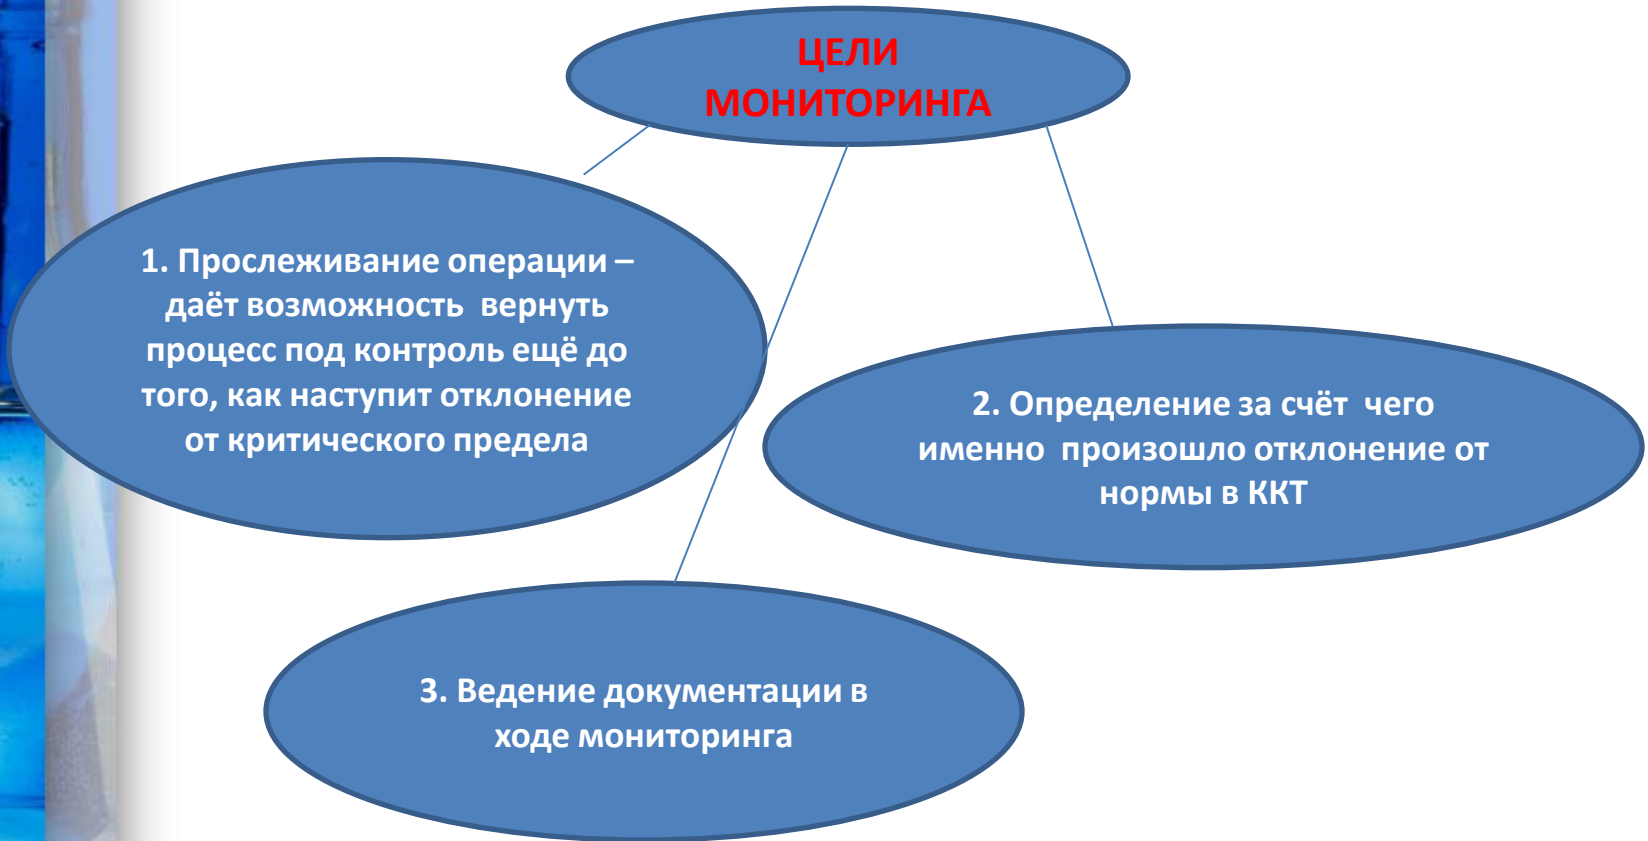 ЦЕЛИ
МОНИТОРИНГА
1. Прослеживание операции –
даёт возможность вернуть
процесс под контроль ещё до
того, как наступит отклонение
от критического предела
2. Определение за счёт чего
именно произошло отклонение от
нормы в ККТ
3. Ведение документации в
ходе мониторинга